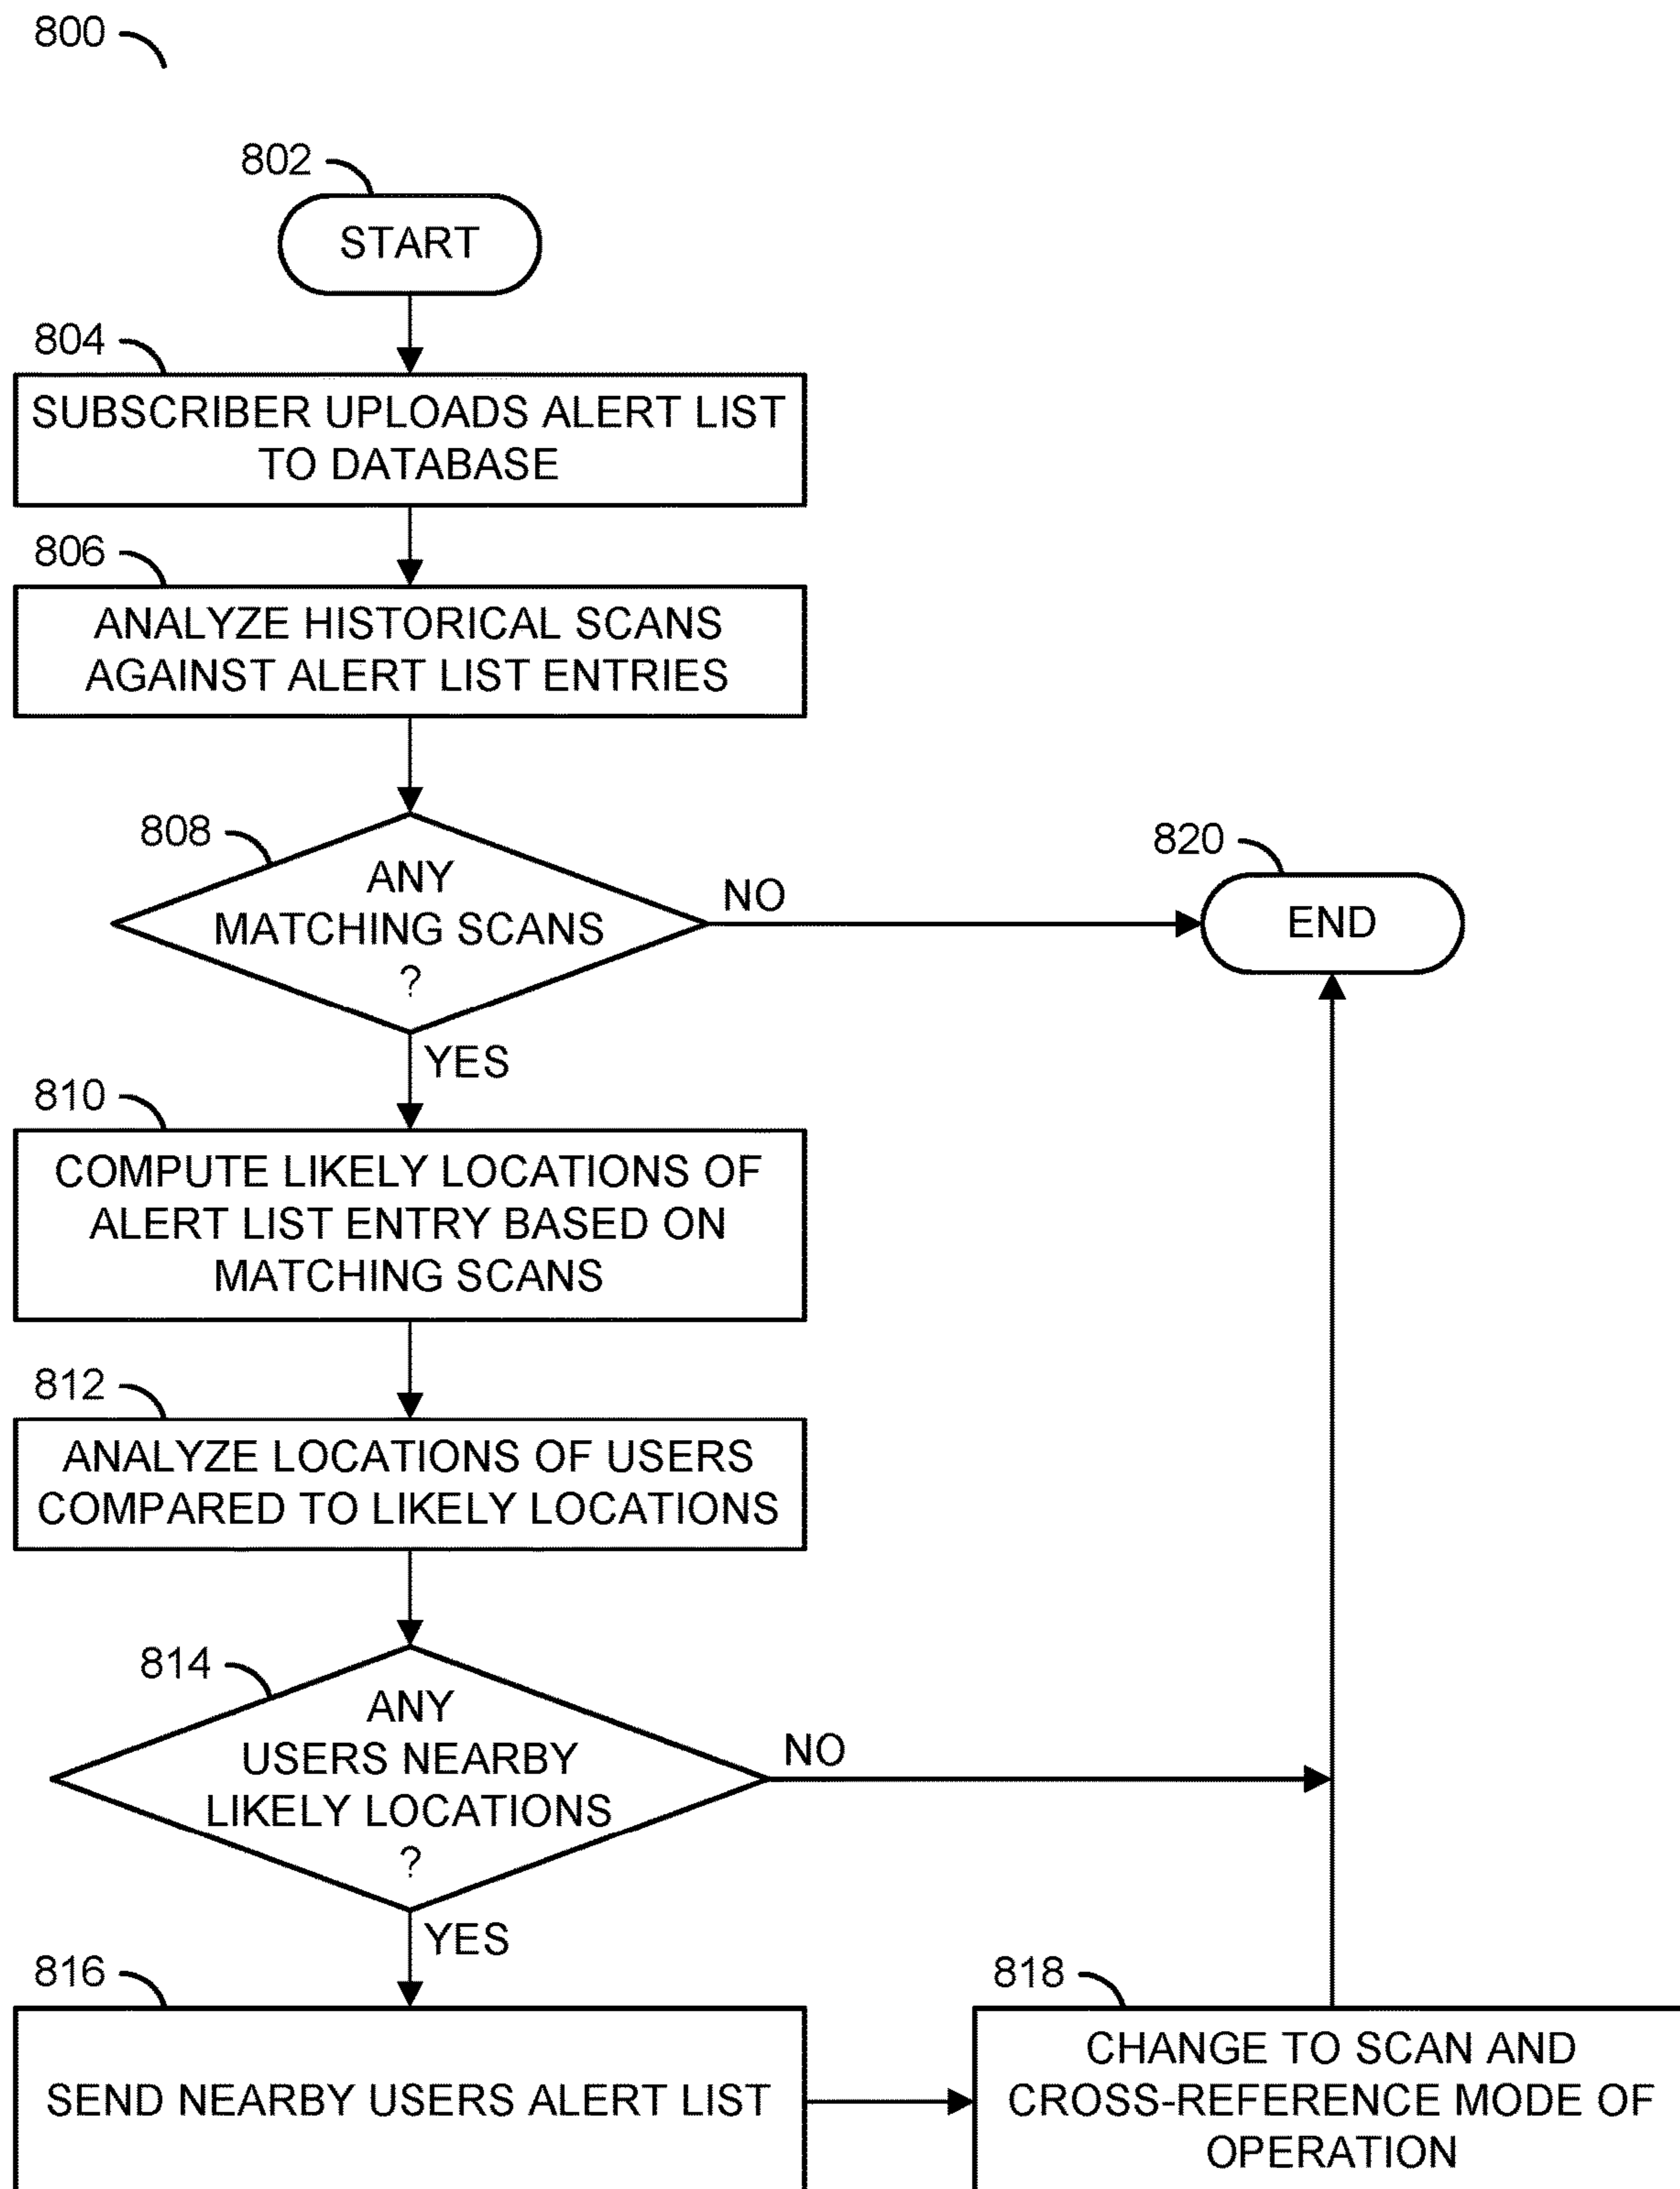 800
802
START
804
SUBSCRIBER UPLOADS ALERT LIST
TO DATABASE
806
ANALYZE HISTORICAL SCANS
AGAINST ALERT LIST ENTRIES
808
ANY
MATCHING SCANS
?
NO
820
END
YES
810
COMPUTE LIKELY LOCATIONS OF
ALERT LIST ENTRY BASED ON
MATCHING SCANS
812
ANALYZE LOCATIONS OF USERS
COMPARED TO LIKELY LOCATIONS
814
ANY
USERS NEARBY
LIKELY LOCATIONS
?
NO
YES
816
SEND NEARBY USERS ALERT LIST
818
CHANGE TO SCAN AND
CROSS-REFERENCE MODE OF
OPERATION